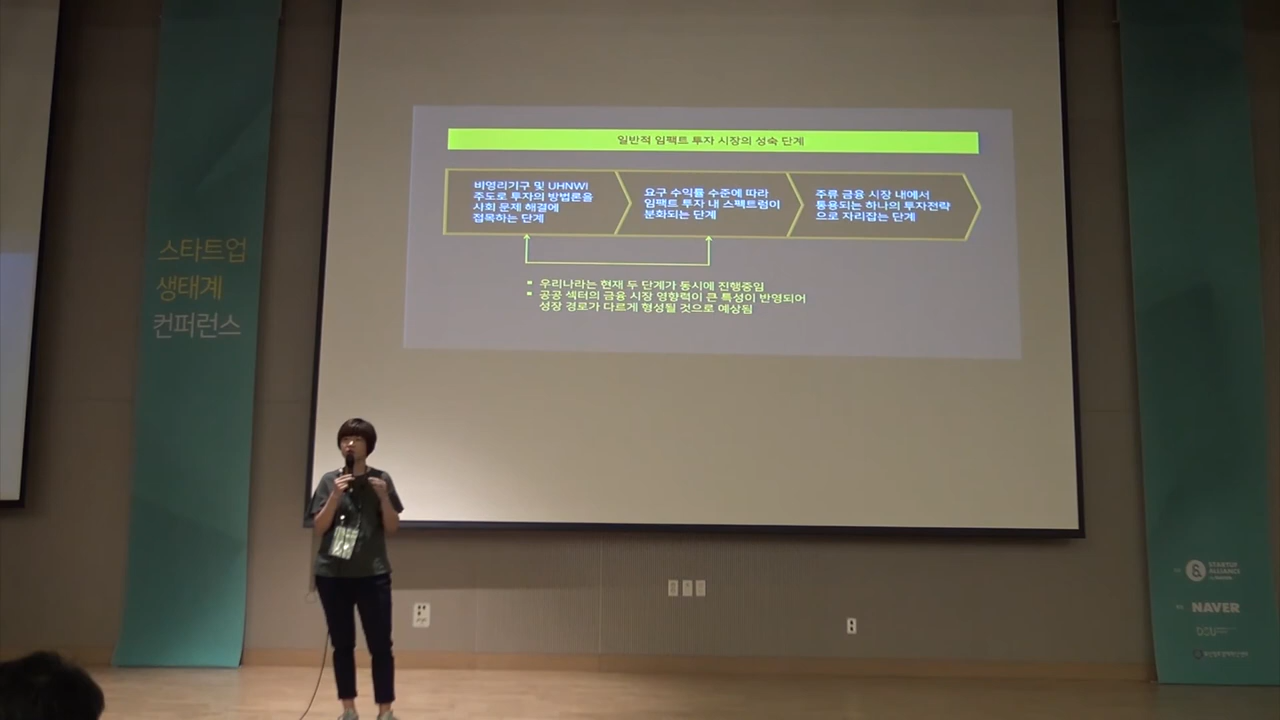 스타트업
생태계
컨퍼런스
일반적 임팩트 투자 시장의 성숙 단계
비영리기구 및 UHNWI
주도로 투자의 방법론을
사회 문제 해결에
접목하는 단계
요구 수익률 수준에 따라
임팩트 투자 내 스펙트럼이
분화되는 단계
주류 금융 시장 내에서
통용되는 하나의 투자전략
으로 자리잡는 단계
▪ 우리나라는 현재 두 단계가 동시에 진행중임
▪ 공공 섹터의 금융 시장 영향력이 큰 특성이 반영되어
성장 경로가 다르게 형성될 것으로 예상됨
STARTUP
ALLIANCE
NAVER